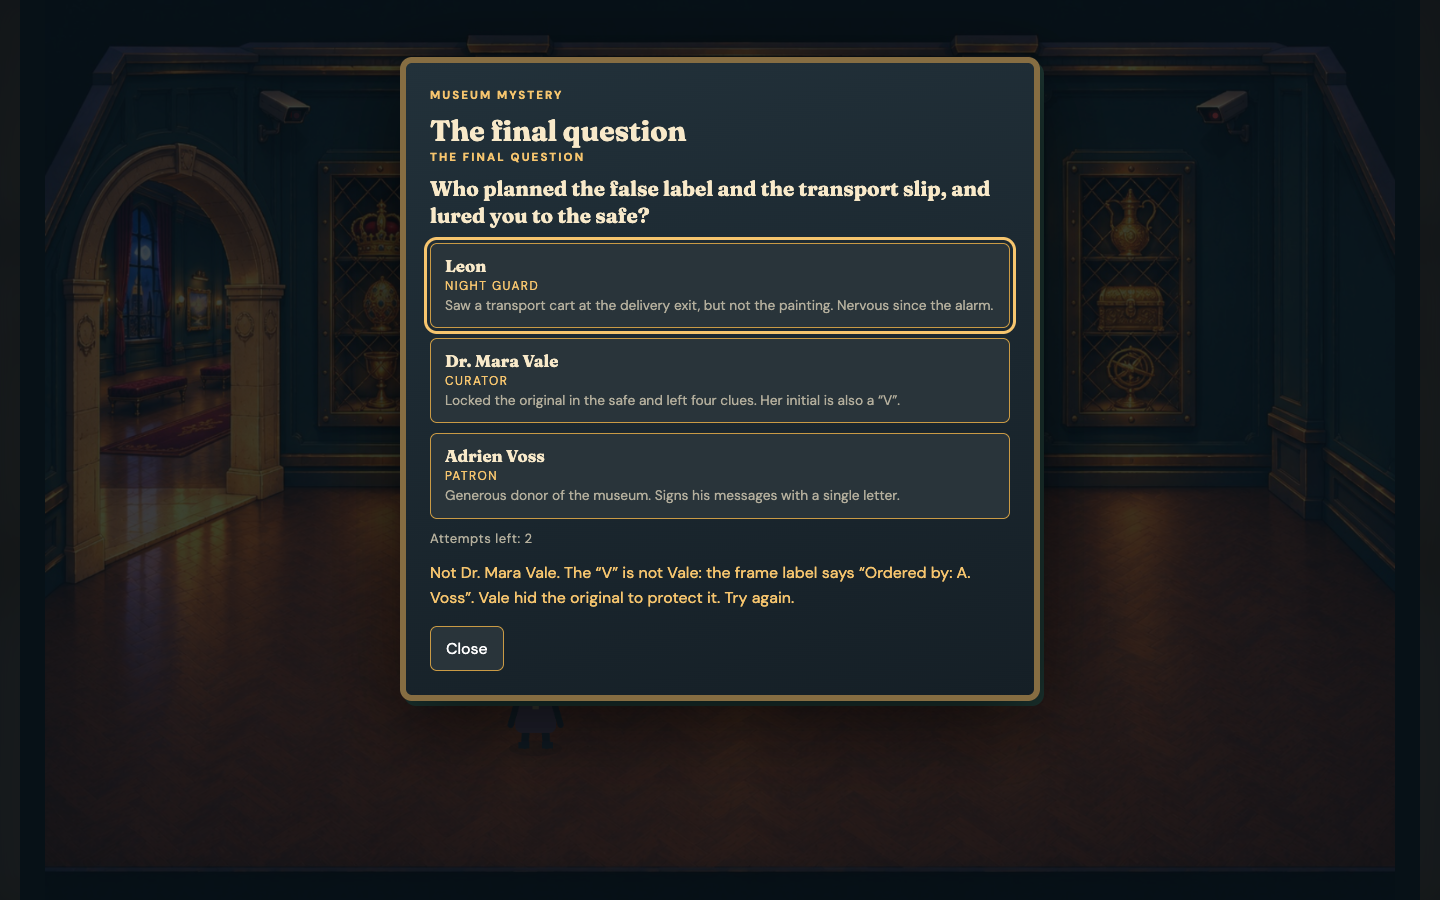 MUSEUM MYSTERY
The final question
THE FINAL QUESTION
Who planned the false label and the transport slip, and
lured you to the safe?
Leon
NIGHT GUARD
Saw a transport cart at the delivery exit, but not the painting. Nervous since the alarm.
Dr. Mara Vale
CURATOR
Locked the original in the safe and left four clues. Her initial is also a “V”.
Adrien Voss
PATRON
Generous donor of the museum. Signs his messages with a single letter.
Attempts left: 2
Not Dr. Mara Vale. The “V” is not Vale: the frame label says “Ordered by: A.
Voss”. Vale hid the original to protect it. Try again.
Close